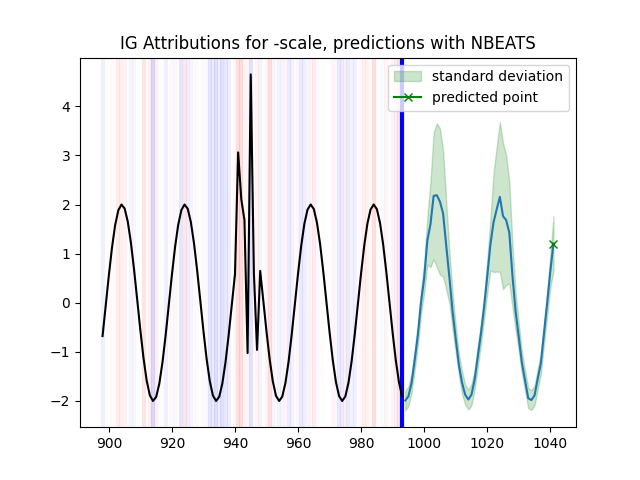 IG Attributions for -scale, predictions with NBEATS
standard deviation
predicted point
4
3
2
1
0
−1
−2
900 920 940 960 980 1000 1020 1040